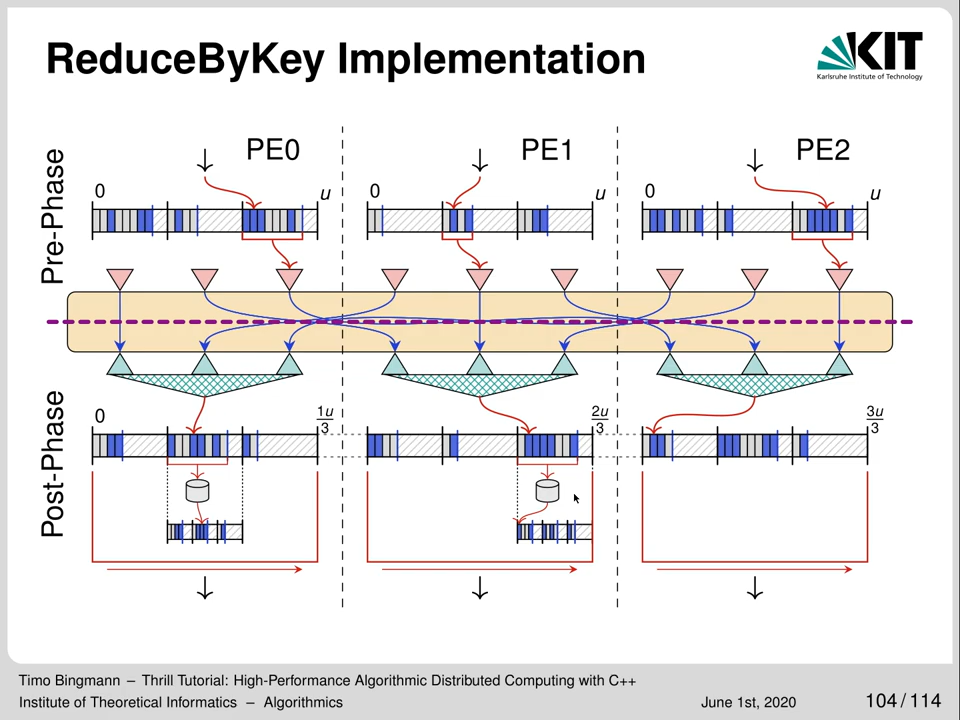 ReduceByKey Implementation
KIT
Karlsruhe Institute of Technology
Pre-Phase
PE0
PE1
PE2
0
u
0
u
0
u
Post-Phase
0
1u
3
2u
3
3u
3
Timo Bingmann – Thrill Tutorial: High-Performance Algorithmic Distributed Computing with C++
Institute of Theoretical Informatics – Algorithmics
June 1st, 2020
104 / 114